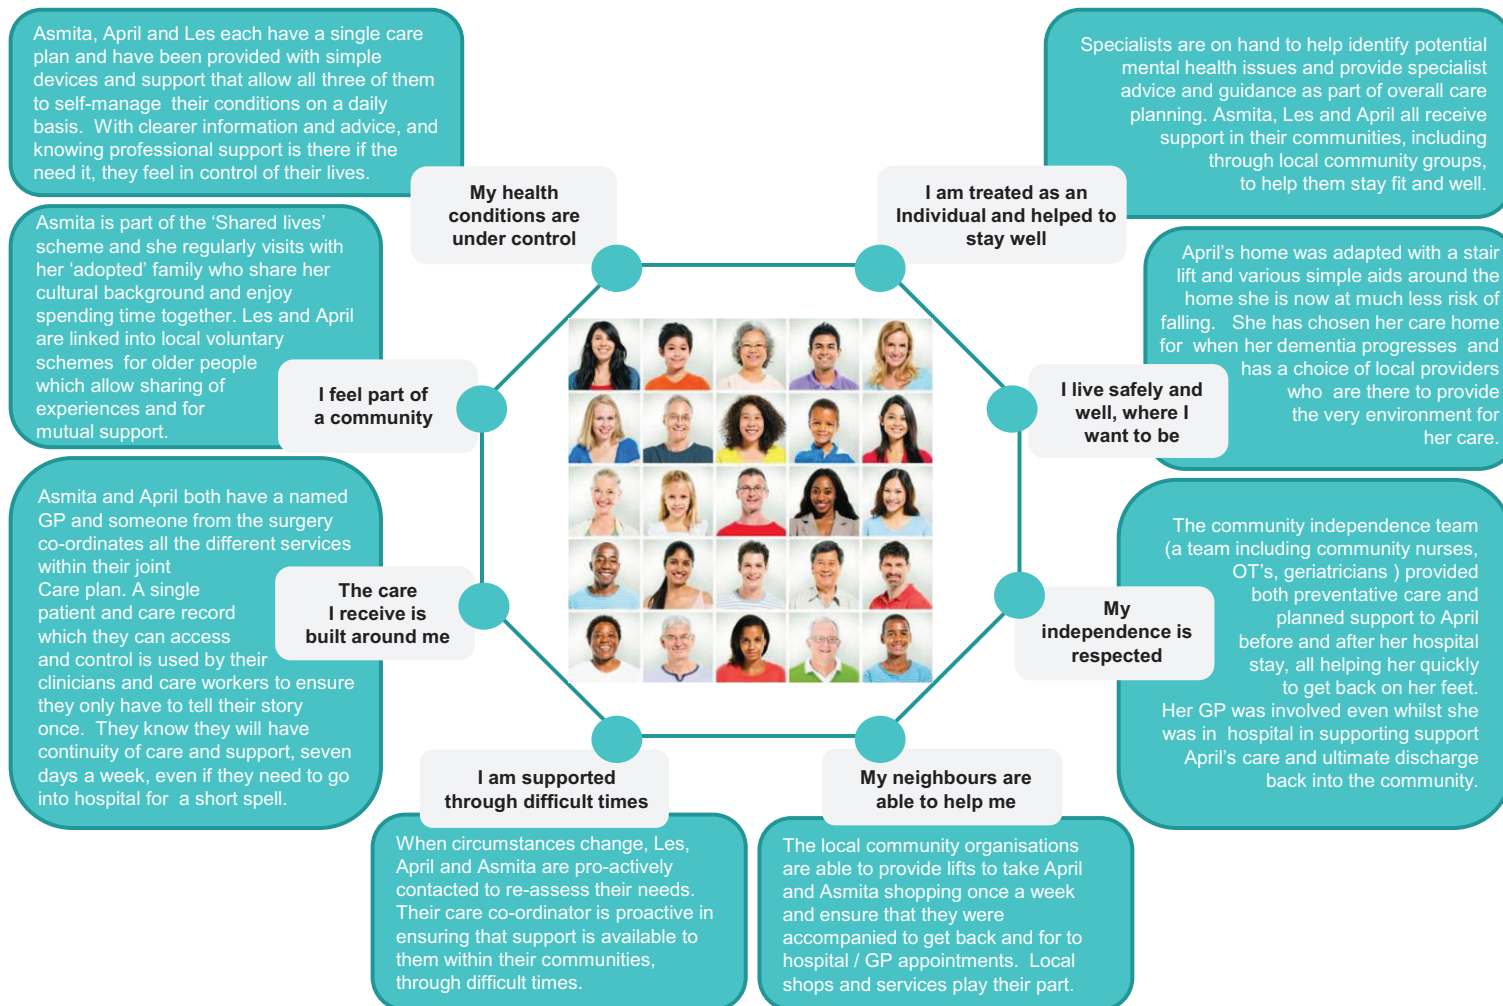 Asmita, April and Les each have a single care
plan and have been provided with simple
devices and support that allow all three of them
to self-manage  their conditions on a daily
basis.  With clearer information and advice, and
knowing professional support is there if the
need it, they feel in control of their lives.
My health
conditions are
under control
Specialists are on hand to help identify potential
mental health issues and provide specialist
advice and guidance as part of overall care
planning. Asmita, Les and April all receive
support in their communities, including
through local community groups,
to help them stay fit and well.
I am treated as an
Individual and helped to
stay well
Asmita is part of the ‘Shared lives’
scheme and she regularly visits with
her ‘adopted’ family who share her
cultural background and enjoy
spending time together. Les and April
are linked into local voluntary
schemes  for older people
which allow sharing of
experiences and for
mutual support.
I feel part of
a community
April’s home was adapted with a stair
lift and various simple aids around the
home she is now at much less risk of
falling.   She has chosen her care home
for  when her dementia progresses  and
has a choice of local providers
who  are there to provide
the very environment for
her care.
I live safely and
well, where I
want to be
Asmita and April both have a named
GP and someone from the surgery
co-ordinates all the different services
within their joint
Care plan. A single
patient and care record
which they can access
and control is used by their
clinicians and care workers to ensure
they only have to tell their story
once.  They know they will have
continuity of care and support, seven
days a week, even if they need to go
into hospital for  a short spell.
The care
I receive is
built around me
The community independence team
(a team including community nurses,
OT’s, geriatricians ) provided
both preventative care and
planned support to April
before and after her hospital
stay, all helping her quickly
to get back on her feet.
Her GP was involved even whilst she
was in  hospital in supporting support
April’s care and ultimate discharge
back into the community.
My
independence is
respected
I am supported
through difficult times
When circumstances change, Les,
April and Asmita are pro-actively
contacted to re-assess their needs.
Their care co-ordinator is proactive in
ensuring that support is available to
them within their communities,
through difficult times.
My neighbours are
able to help me
The local community organisations
are able to provide lifts to take April
and Asmita shopping once a week
and ensure that they were
accompanied to get back and for to
hospital / GP appointments.  Local
shops and services play their part.